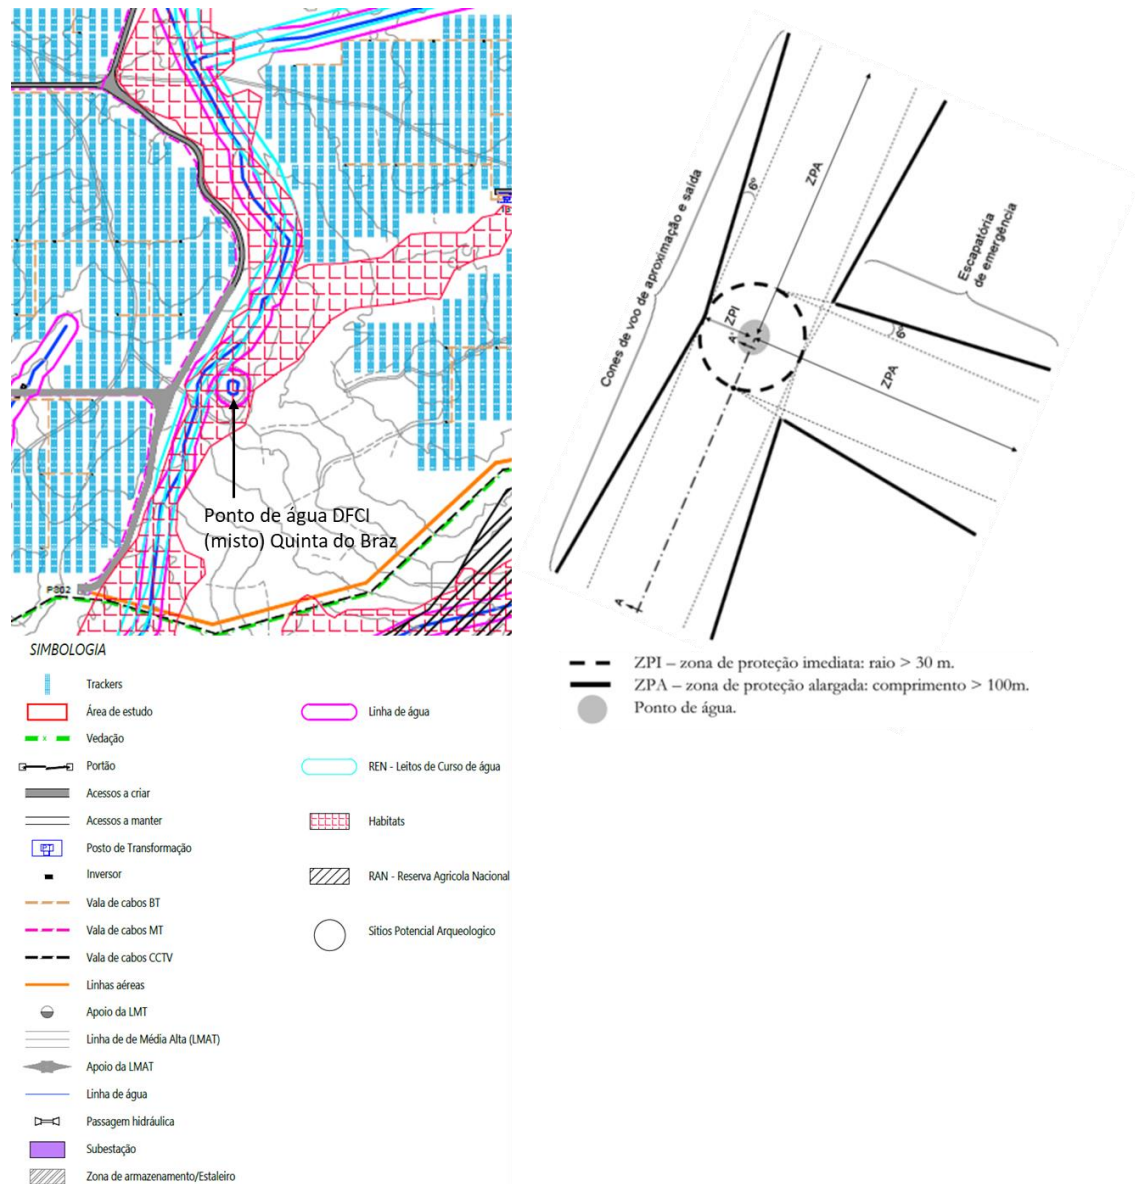 Ponto de água DFCI
(misto) Quinta do Braz
P302
SIMBOLOGIA
Trackers
Área de estudo
Vedação
Portão
Acessos a criar
Acessos a manter
Posto de Transformação
Inversor
Vala de cabos BT
Vala de cabos MT
Vala de cabos CCTV
Linhas aéreas
Apoio da LMT
Linha de de Média Alta (LMAT)
Apoio da LMAT
Linha de água
Passagem hidráulica
Subestação
Zona de armazenamento/Estaleiro
Linha de água
REN - Leitos de Curso de água
Habitats
RAN - Reserva Agricola Nacional
Sitios Potencial Arqueologico
Cones de voo de aproximação e saída
6º
ZPA
Escapatória
de emergência
ZPI
A'
6º
ZPA
A
ZPI – zona de proteção imediata: raio > 30 m.
ZPA – zona de proteção alargada: comprimento > 100m.
Ponto de água.